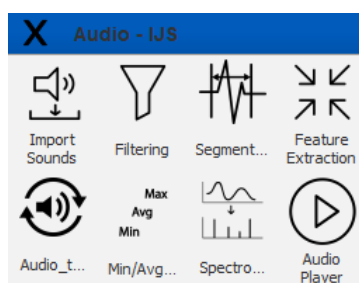 X Audio - IJS
Import
Sounds
Filtering
Segment...
Feature
Extraction
Max
Avg
Min
Audio_t...
Min/Avg...
Spectro...
Audio
Player